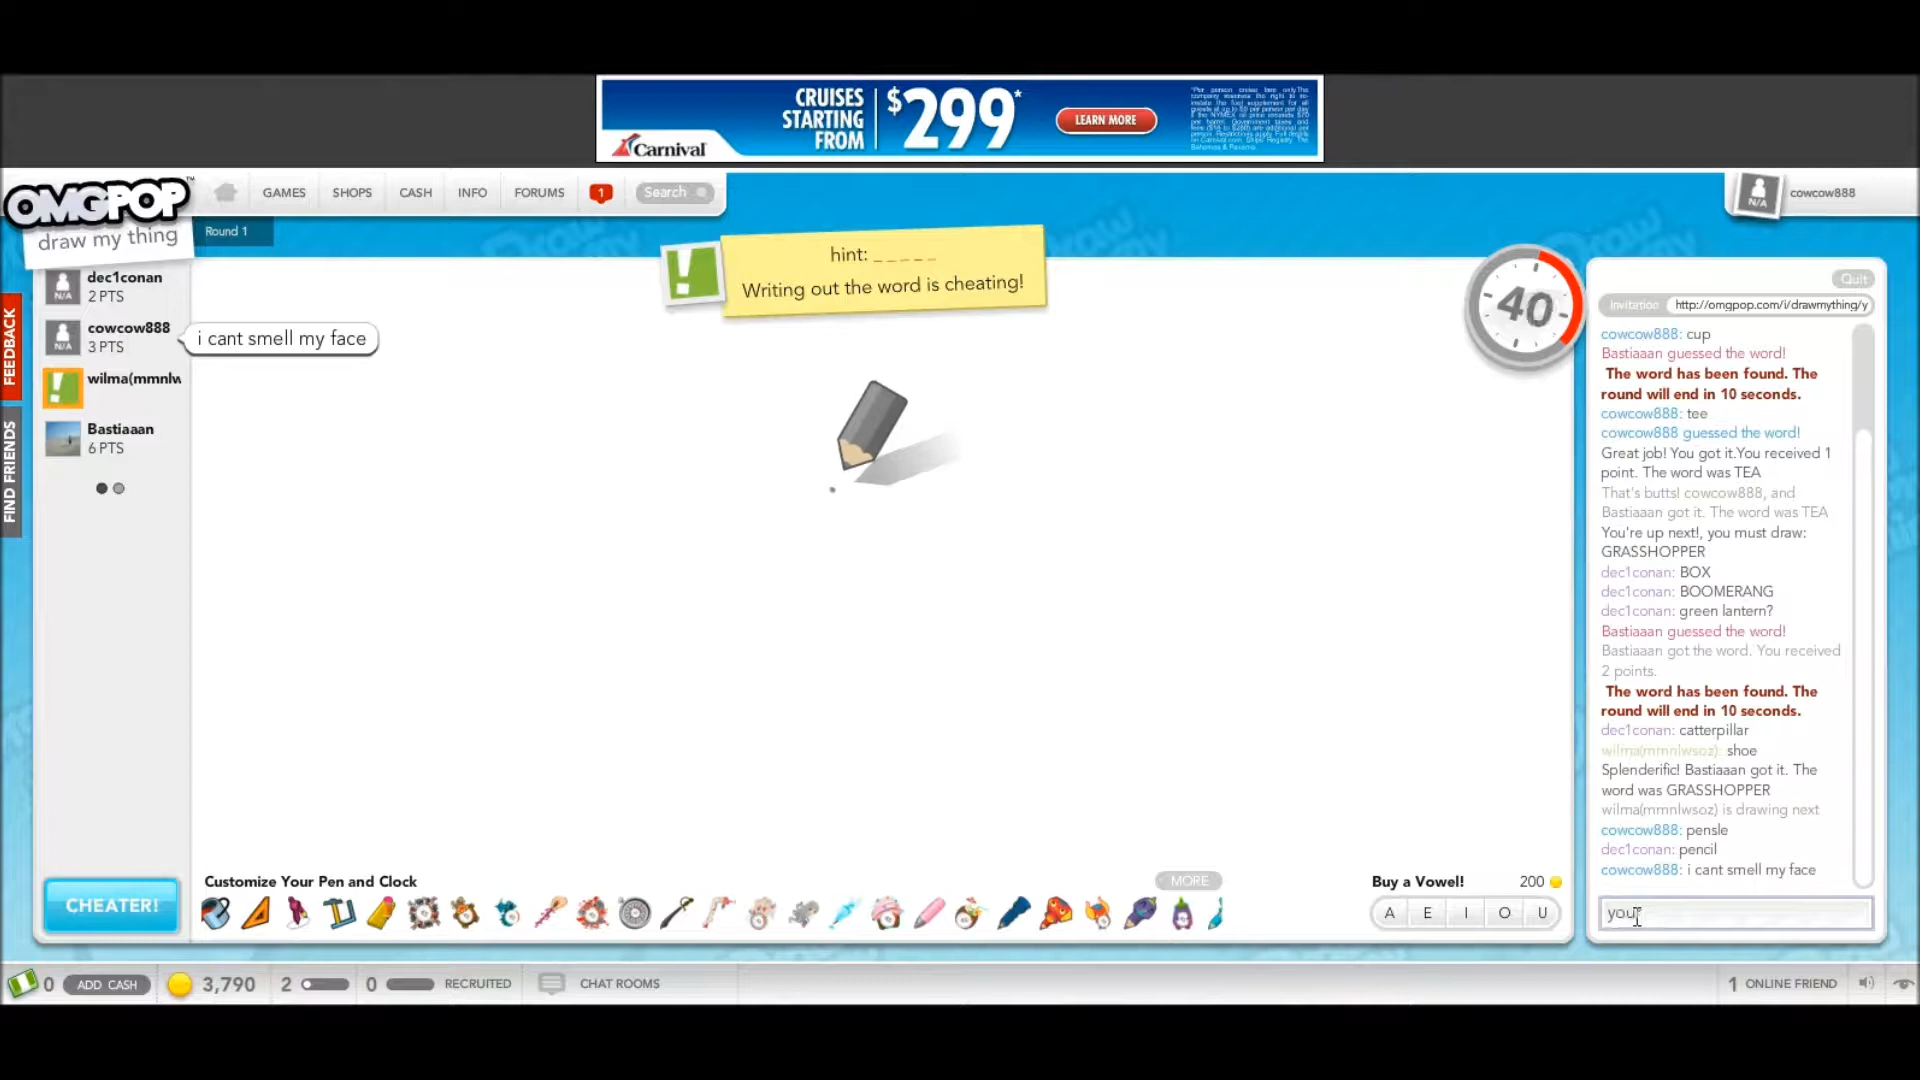 CRUISES
STARTING
FROM
$299*
LEARN MORE
Carnival
OMGPOP™
draw my thing
GAMES
SHOPS
CASH
INFO
FORUMS
1
Search
cowcow888
Round 1
hint: _ _ _ _ _
Writing out the word is cheating!
40
FEEDBACK
FIND FRIENDS
N/A
dec1conan
2 PTS
N/A
cowcow888
3 PTS
i cant smell my face
wilma(mmnlw
Bastiaaan
6 PTS
Quit
Invitation
http://omgpop.com/i/drawmything/y
cowcow888: cup
Bastiaaan guessed the word!
The word has been found. The
round will end in 10 seconds.
cowcow888: tee
cowcow888 guessed the word!
Great job! You got it.You received 1
point. The word was TEA
That's butts! cowcow888, and
Bastiaaan got it. The word was TEA
You're up next!, you must draw:
GRASSHOPPER
dec1conan: BOX
dec1conan: BOOMERANG
dec1conan: green lantern?
Bastiaaan guessed the word!
Bastiaaan got the word. You received
2 points.
The word has been found. The
round will end in 10 seconds.
dec1conan: catterpillar
wilma(mmnlwsoz): shoe
Splenderific! Bastiaaan got it. The
word was GRASSHOPPER
wilma(mmnlwsoz) is drawing next
cowcow888: pensle
dec1conan: pencil
cowcow888: i cant smell my face
your
CHEATER!
Customize Your Pen and Clock
MORE
Buy a Vowel!
200
A E I O U
0
ADD CASH
3,790
2
0
RECRUITED
CHAT ROOMS
1 ONLINE FRIEND